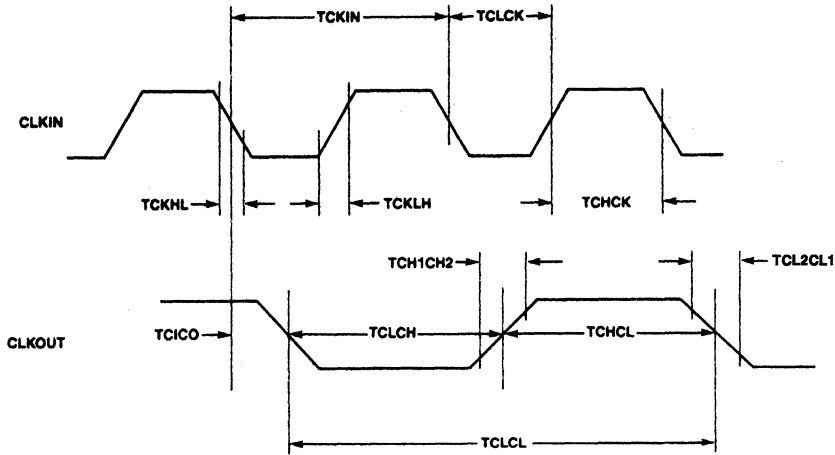 TCKIN
TCLCK
CLKIN
TCKHL
TCKLH
TCHCK
TCH1CH2
TCL2CL1
CLKOUT
TCICO
TCLCH
TCHCL
TCLCL